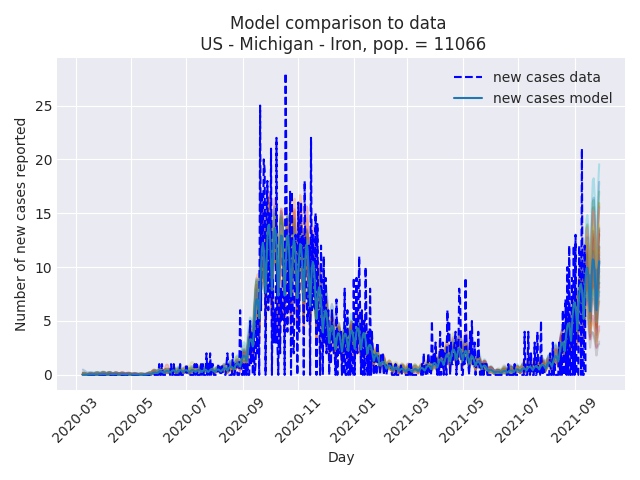 Model comparison to data
US - Michigan - Iron, pop. = 11066
new cases data
new cases model
Number of new cases reported
25
20
15
10
5
0
2020-03
2020-05
2020-07
2020-09
2020-11
2021-01
2021-03
2021-05
2021-07
2021-09
Day